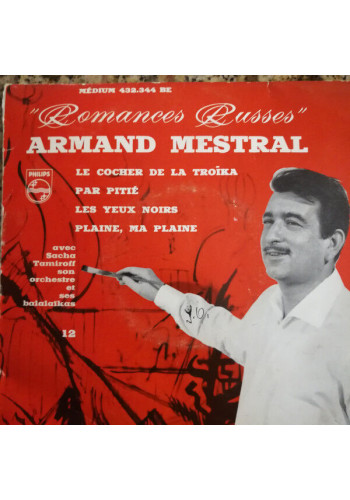 MÉDIUM 432.344 BE
"Romances Russes"
ARMAND MESTRAL
PHILIPS
LE COCHER DE LA TROÏKA
PAR PITIÉ
LES YEUX NOIRS
PLAINE, MA PLAINE
avec
Sacha
Tamiroff
son
orchestre
et
ses
balalaïkas
12